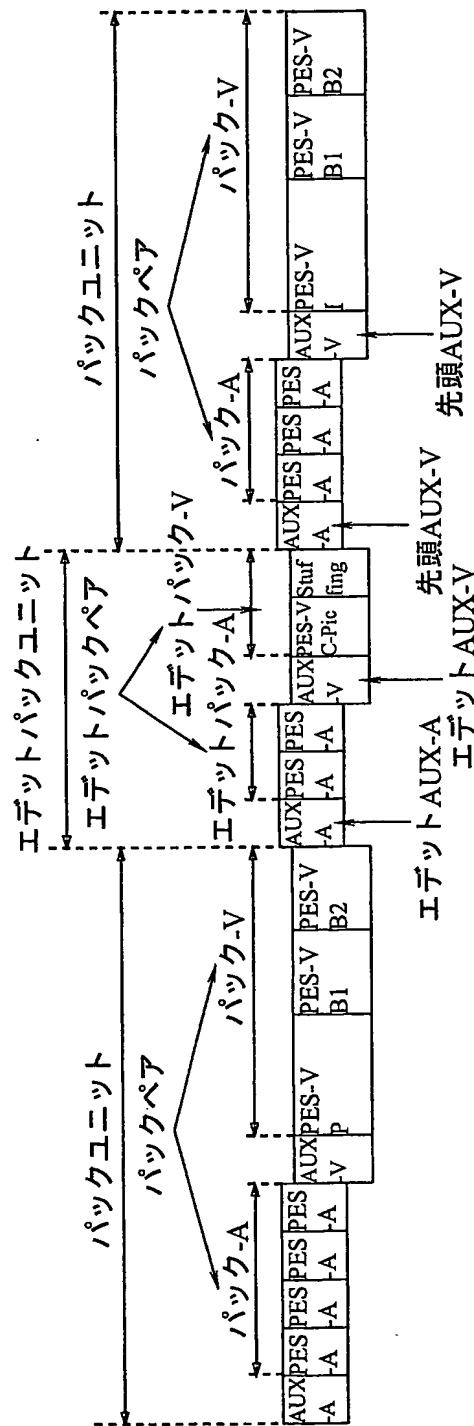 パックユニット
パックペア
パック-A
パック-V
AUX
-A
PES
-A
PES
-A
PES
-A
PES
-A
AUX
-V
PES-V
P
PES-V
B1
PES-V
B2
エデットパックユニット
エデットパックペア
エデットパック-A
エデットパック-V
AUX
-A
PES
-A
PES
-A
AUX
-V
PES-V
C-Pic
Stuf
fing
エデットAUX-A
エデットAUX-V
パックユニット
パックペア
パック-A
パック-V
AUX
-A
PES
-A
PES
-A
PES
-A
AUX
-V
PES-V
I
PES-V
B1
PES-V
B2
先頭AUX-V
先頭AUX-V